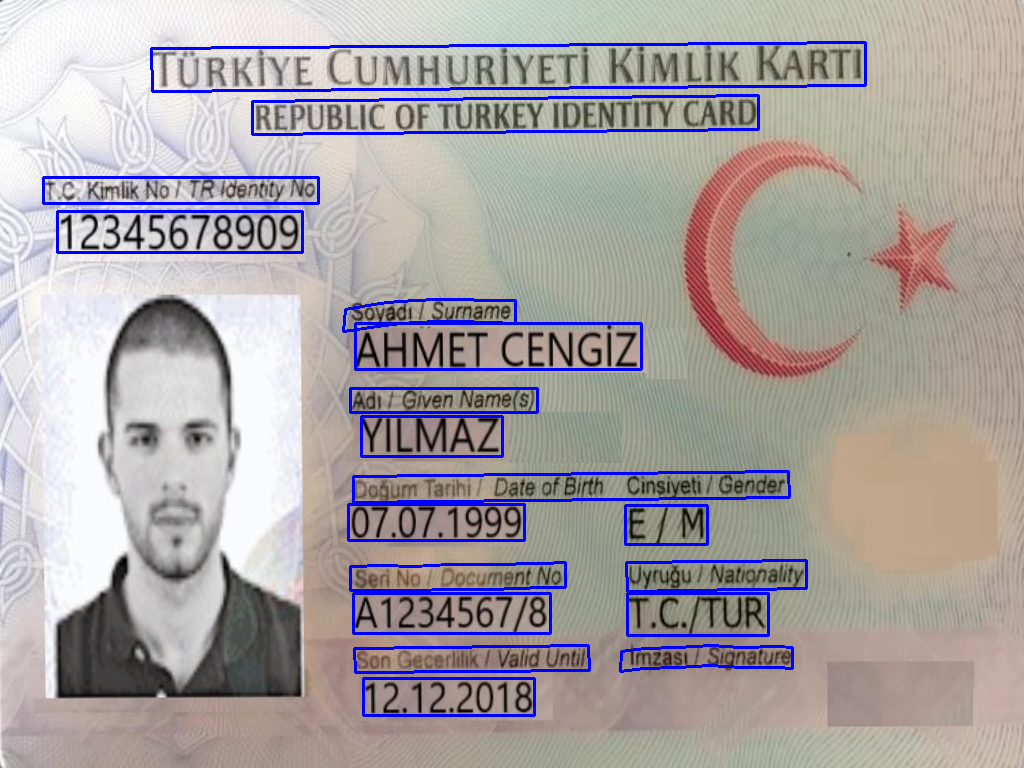 TÜRKİYE CUMHURİYETİ KİMLİK KARTI
REPUBLIC OF TURKEY IDENTITY CARD
T.C. Kimlik No / TR Identity No
12345678909
Soyadı / Surname
AHMET CENGİZ
Adı / Given Name(s)
YILMAZ
Doğum Tarihi / Date of Birth Cinsiyeti / Gender
07.07.1999 E / M
Seri No / Document No Uyruğu / Nationality
A1234567/8 T.C./TUR
Son Geçerlilik / Valid Until İmzası / Signature
12.12.2018